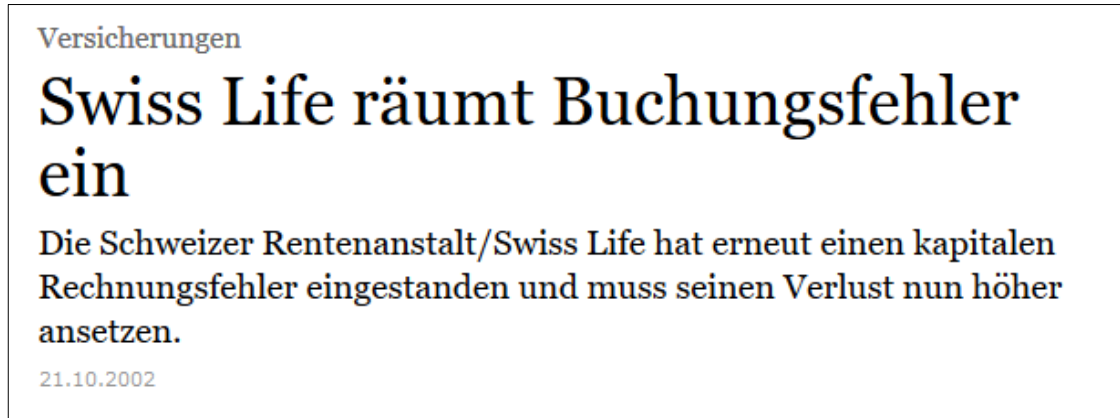 Versicherungen
Swiss Life räumt Buchungsfehler
ein
Die Schweizer Rentenanstalt/Swiss Life hat erneut einen kapitalen
Rechnungsfehler eingestanden und muss seinen Verlust nun höher
ansetzen.
21.10.2002